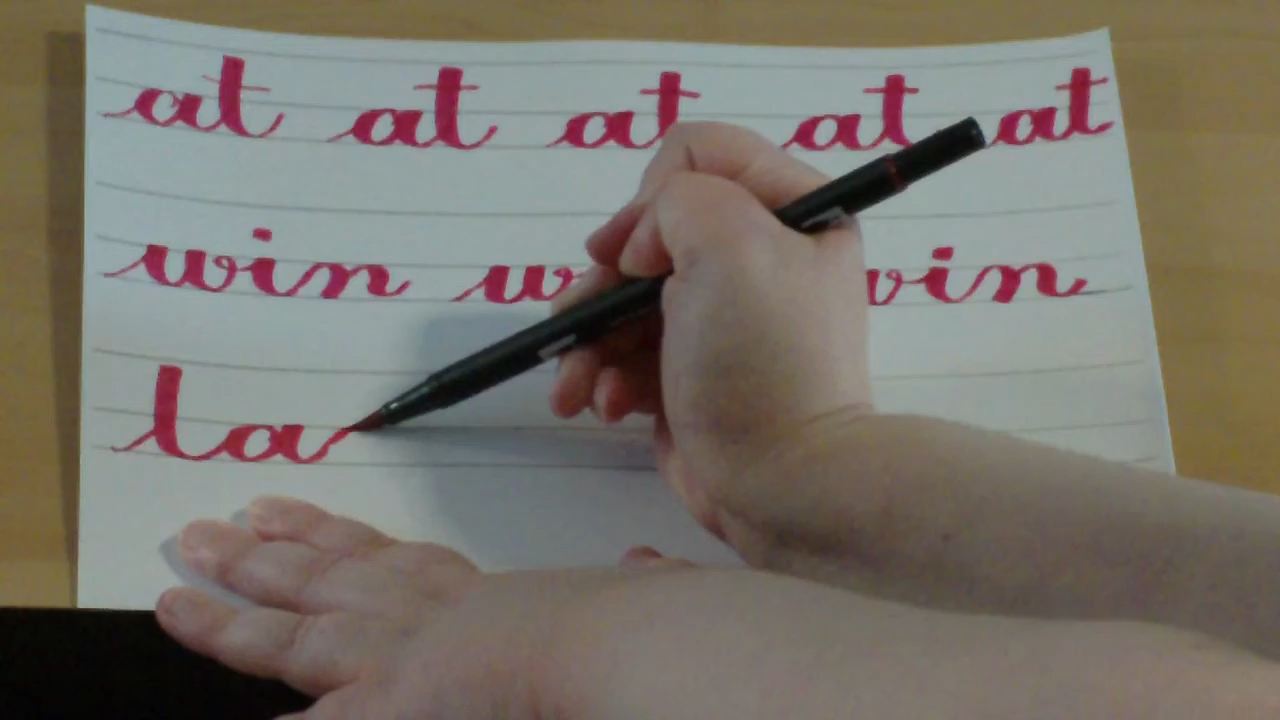 at at at at at
win win
la